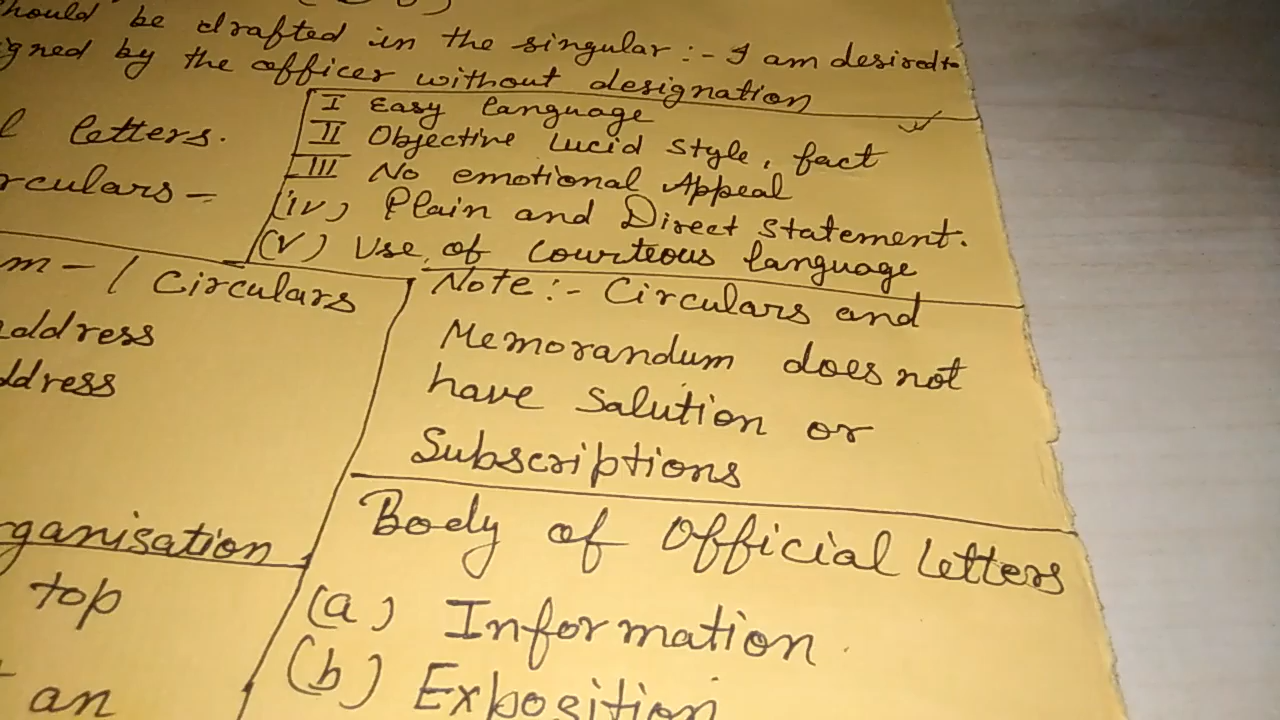 should be drafted in the singular :- I am desired to
igned by the officer without designation
l letters.
rculars -
I Easy language
II Objective Lucid style, fact
III No emotional Appeal
(iv) Plain and Direct Statement.
(v) Use of Courteous language
m - / Circulars
address
ddress
Note :- Circulars and
Memorandum does not
have Salution or
Subscriptions
rganisation
top
an
Body of Official Letters
(a) Information
(b) Exposition